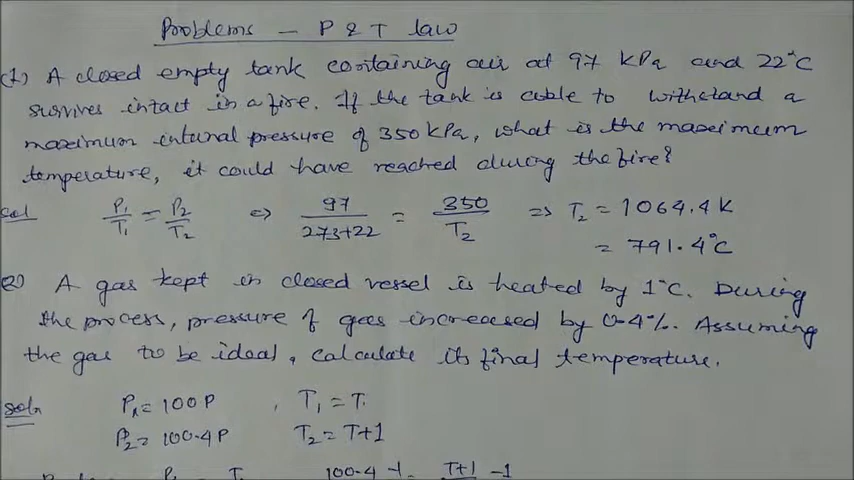 Problems - P & T law
(1) A closed empty tank containing air at 97 kPa and 22°C
survives intact in a fire. If the tank is able to withstand a
maximum internal pressure of 350 kPa, what is the maximum
temperature, it could have reached during the fire?
Sol P₁/T₁ = P₂/T₂ => 97/(273+22) = 350/T₂ => T₂ = 1064.4 K
= 791.4°C
(2) A gas kept in closed vessel is heated by 1°C. During
the process, pressure of gas increased by 0.4%. Assuming
the gas to be ideal, calculate its final temperature.
Soln P₁ = 100P , T₁ = T
P₂ = 100.4P T₂ = T+1
100.4 -1 = T+1 -1